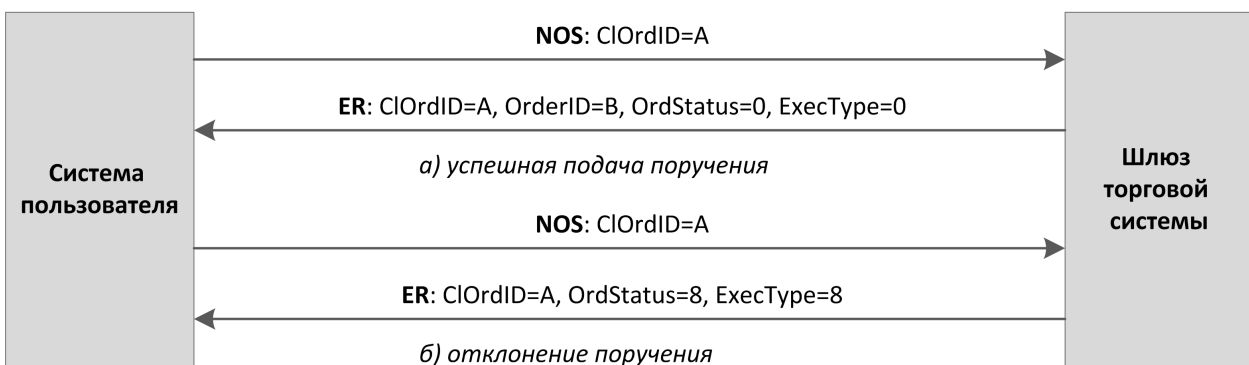 NOS: ClOrdID=A
ER: ClOrdID=A, OrderID=B, OrdStatus=0, ExecType=0
а) успешная подача поручения
Система
пользователя
Шлюз
торговой
системы
NOS: ClOrdID=A
ER: ClOrdID=A, OrdStatus=8, ExecType=8
б) отклонение поручения